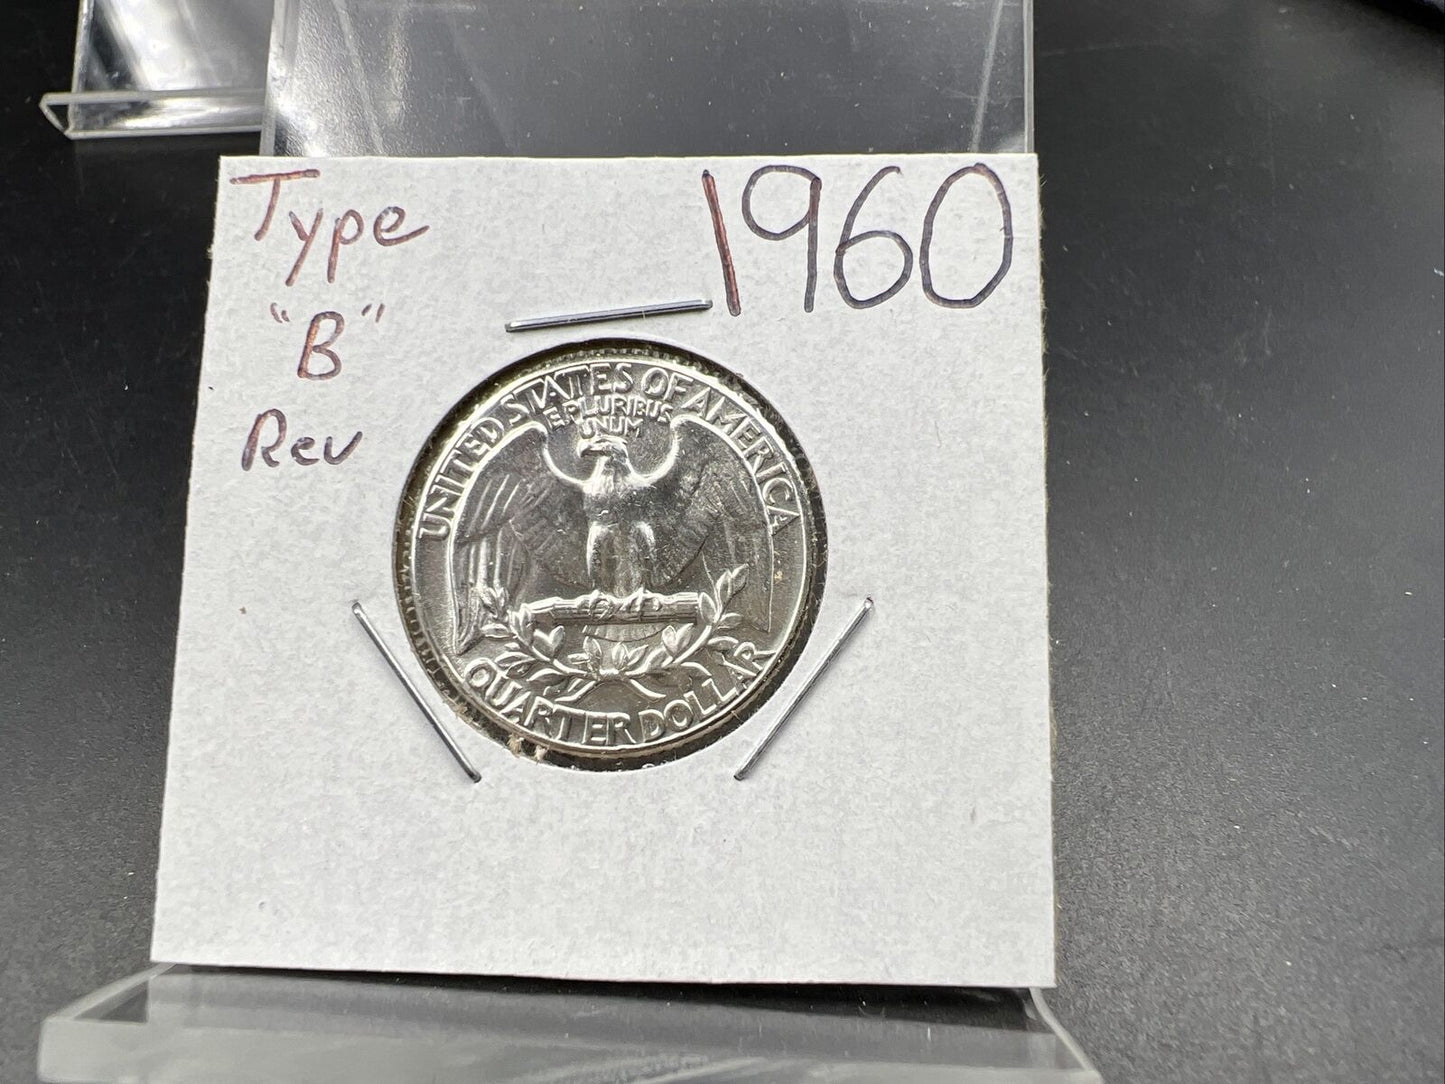 Type
"B"
Rev
1960
UNITED STATES OF AMERICA
E PLURIBUS
UNUM
QUARTER DOLLAR